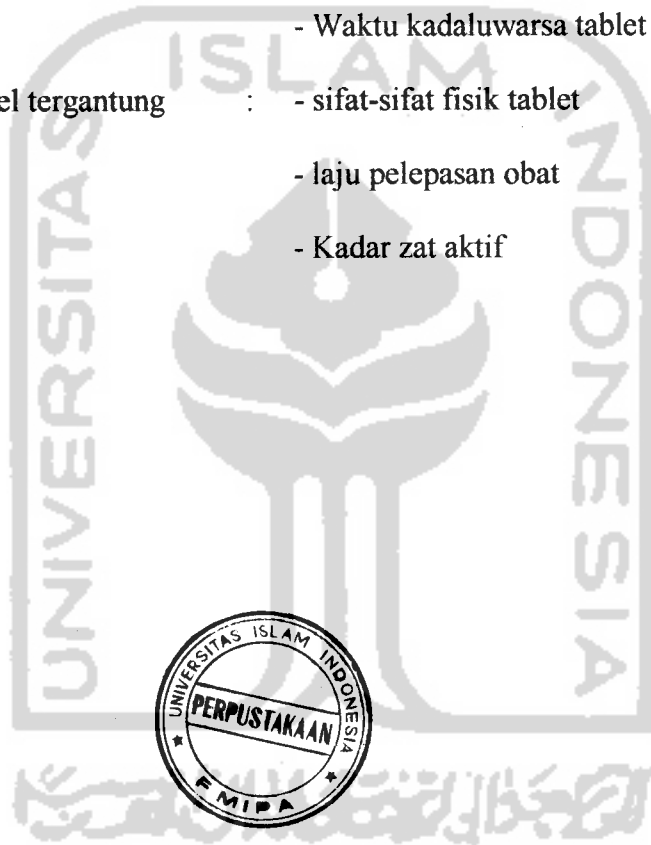 - Waktu kadaluwarsa tablet
el tergantung : - sifat-sifat fisik tablet
- laju pelepasan obat
- Kadar zat aktif
ISLAM
UNIVERSITAS
INDONESIA
UNIVERSITAS ISLAM INDONESIA
PERPUSTAKAAN
FMIPA